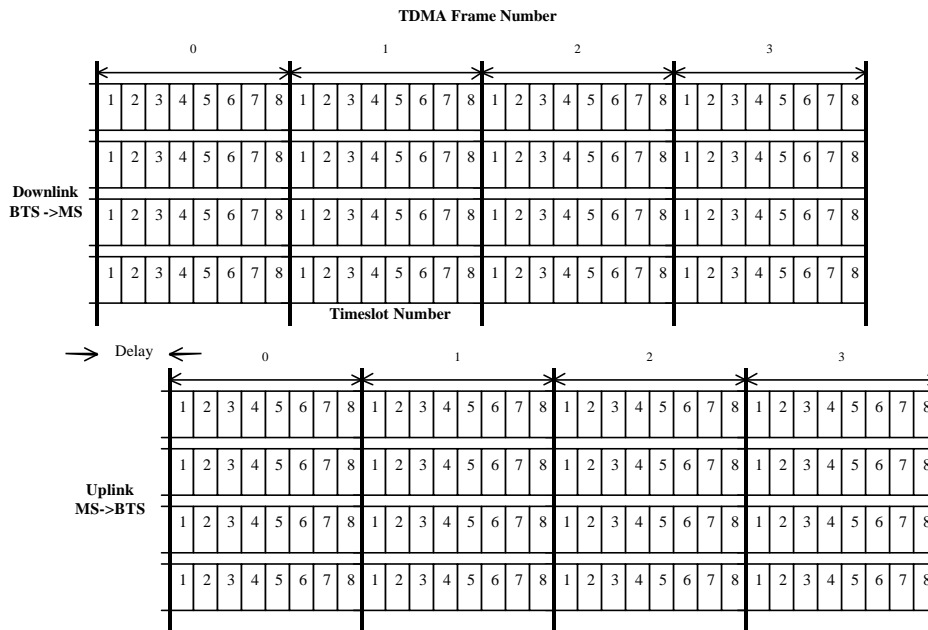 TDMA Frame Number
0 1 2 3
1 2 3 4 5 6 7 8 1 2 3 4 5 6 7 8 1 2 3 4 5 6 7 8 1 2 3 4 5 6 7 8
1 2 3 4 5 6 7 8 1 2 3 4 5 6 7 8 1 2 3 4 5 6 7 8 1 2 3 4 5 6 7 8
Downlink
BTS ->MS
1 2 3 4 5 6 7 8 1 2 3 4 5 6 7 8 1 2 3 4 5 6 7 8 1 2 3 4 5 6 7 8
1 2 3 4 5 6 7 8 1 2 3 4 5 6 7 8 1 2 3 4 5 6 7 8 1 2 3 4 5 6 7 8
Timeslot Number
Delay
0 1 2 3
1 2 3 4 5 6 7 8 1 2 3 4 5 6 7 8 1 2 3 4 5 6 7 8 1 2 3 4 5 6 7 8
1 2 3 4 5 6 7 8 1 2 3 4 5 6 7 8 1 2 3 4 5 6 7 8 1 2 3 4 5 6 7 8
Uplink
MS->BTS
1 2 3 4 5 6 7 8 1 2 3 4 5 6 7 8 1 2 3 4 5 6 7 8 1 2 3 4 5 6 7 8
1 2 3 4 5 6 7 8 1 2 3 4 5 6 7 8 1 2 3 4 5 6 7 8 1 2 3 4 5 6 7 8